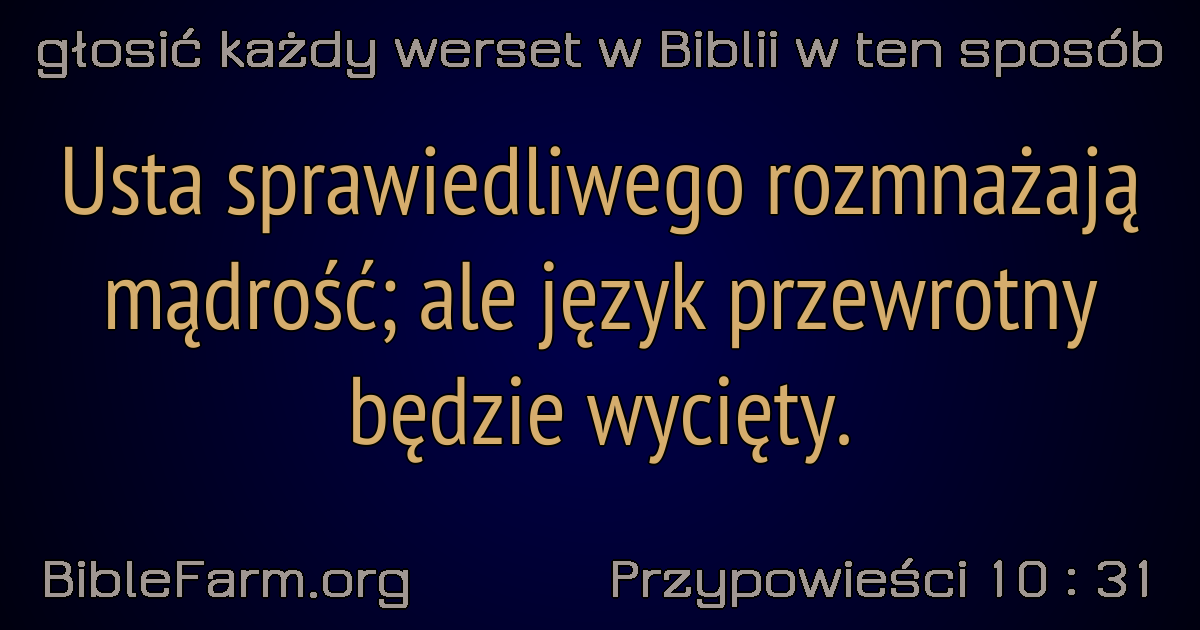 głosić każdy werset w Biblii w ten sposób
Usta sprawiedliwego rozmnażają
mądrość; ale język przewrotny
będzie wycięty.
BibleFarm.org
Przypowieści 10 : 31